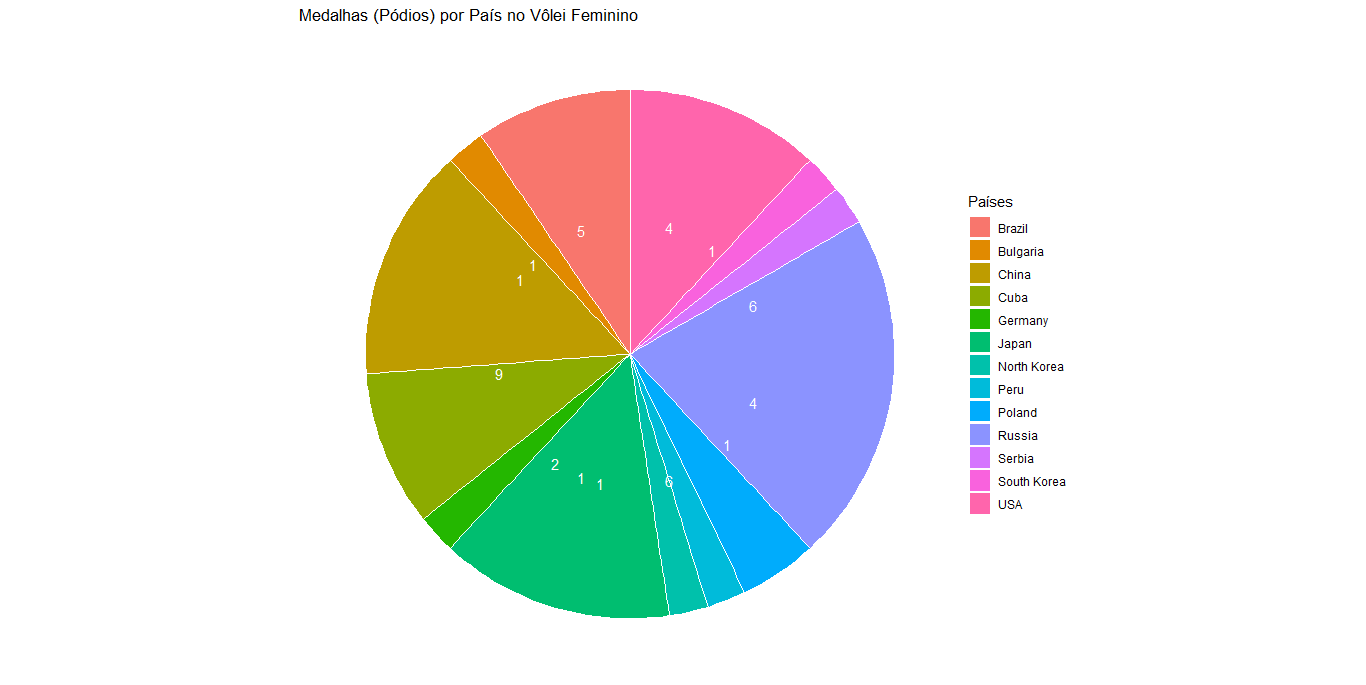 Medalhas (Pódios) por País no Vôlei Feminino
5
4
1
1
1
6
9
4
1
2
1
1
6
Países
Brazil
Bulgaria
China
Cuba
Germany
Japan
North Korea
Peru
Poland
Russia
Serbia
South Korea
USA